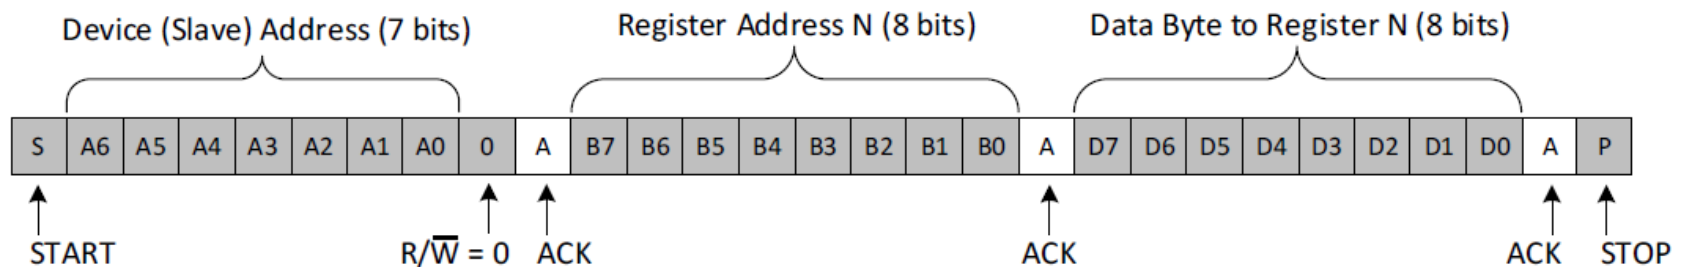 Device (Slave) Address (7 bits) Register Address N (8 bits) Data Byte to Register N (8 bits)
S A6 A5 A4 A3 A2 A1 A0 0 A B7 B6 B5 B4 B3 B2 B1 B0 A D7 D6 D5 D4 D3 D2 D1 D0 A P
START R/W̅ = 0 ACK ACK ACK STOP